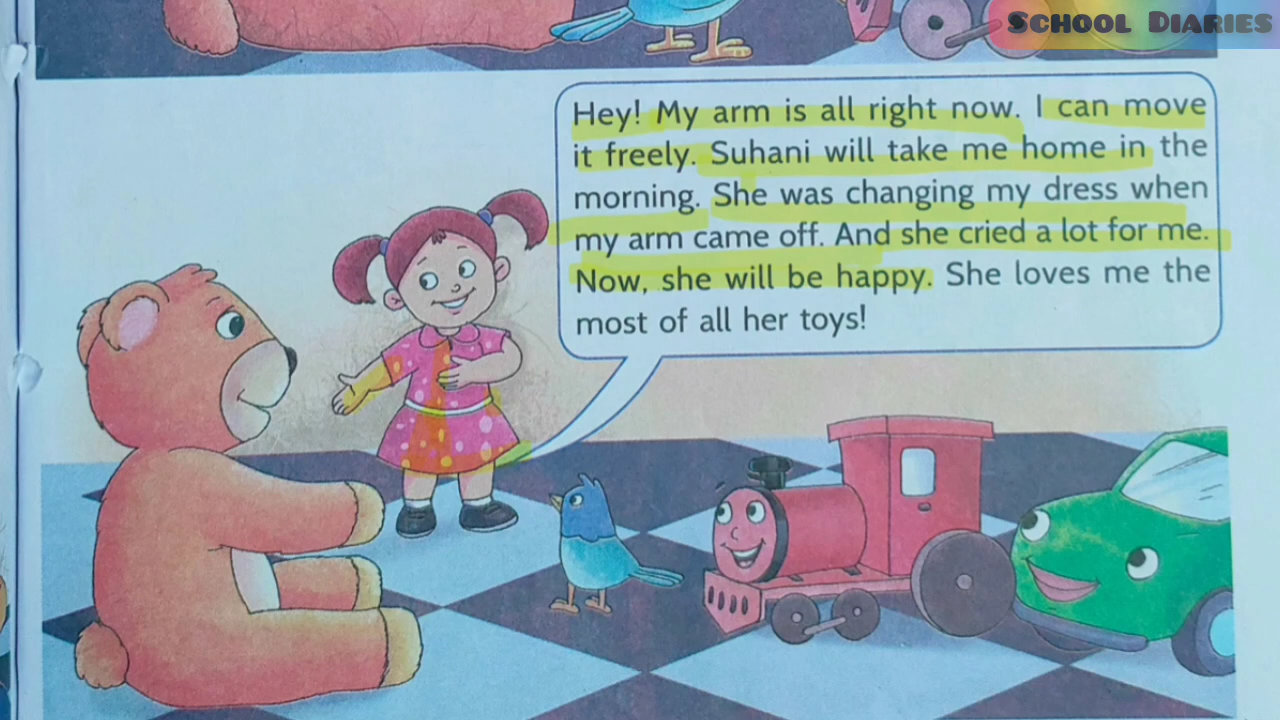 School Diaries
Hey! My arm is all right now. I can move
it freely. Suhani will take me home in the
morning. She was changing my dress when
my arm came off. And she cried a lot for me.
Now, she will be happy. She loves me the
most of all her toys!